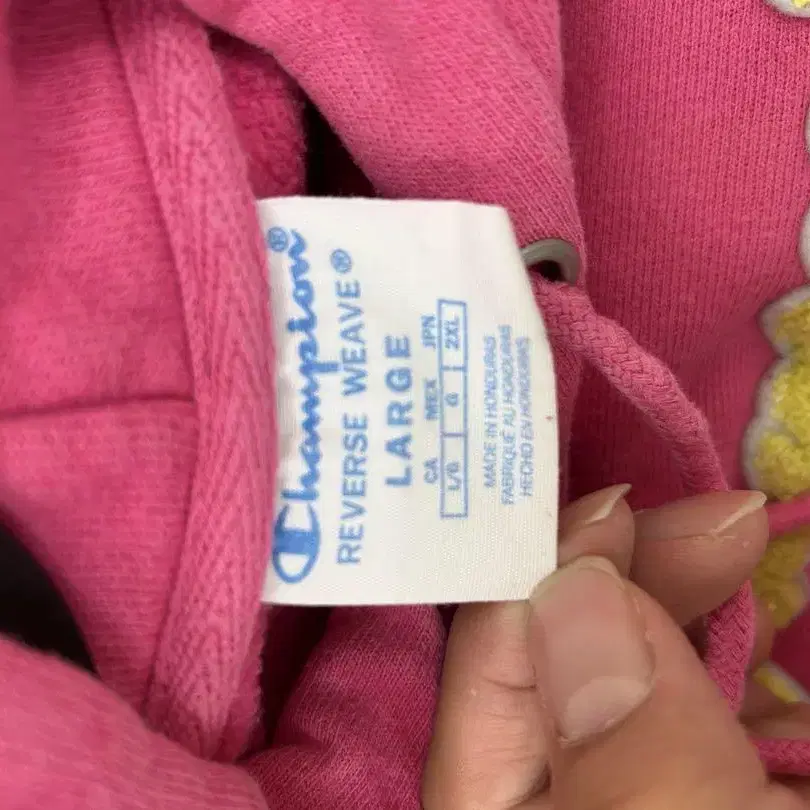 Champion®
REVERSE WEAVE®
LARGE
CA MEX JPN
L/G G 2XL
MADE IN HONDURAS
FABRIQUÉ AU HONDURAS
HECHO EN HONDURAS